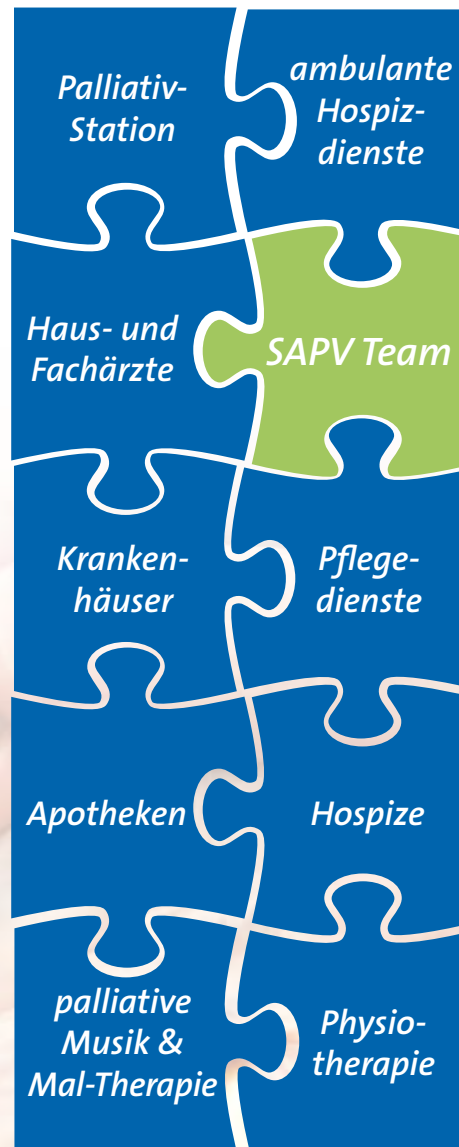 Palliativ-
Station
ambulante
Hospiz-
dienste
Haus- und
Fachärzte
SAPV Team
Kranken-
häuser
Pflege-
dienste
Apotheken
Hospize
palliative
Musik &
Mal-Therapie
Physio-
therapie